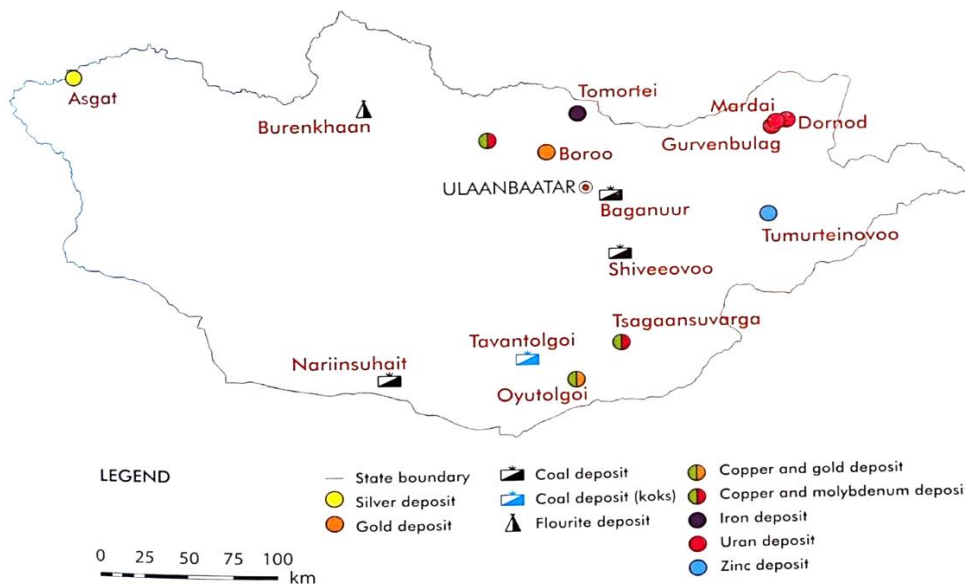 Asgat
Burenkhaan
Tomortei
Mardai
Dornod
Gurvenbulag
Boroo
ULAANBAATAR
Baganuur
Tumurteinovoo
Shiveeovoo
Tsagaansuvarga
Tavantolgoi
Nariinsuhait
Oyutolgoi
LEGEND
State boundary
Silver deposit
Gold deposit
Coal deposit
Coal deposit (koks)
Flourite deposit
Copper and gold deposit
Copper and molybdenum deposit
Iron deposit
Uran deposit
Zinc deposit
0 25 50 75 100
km